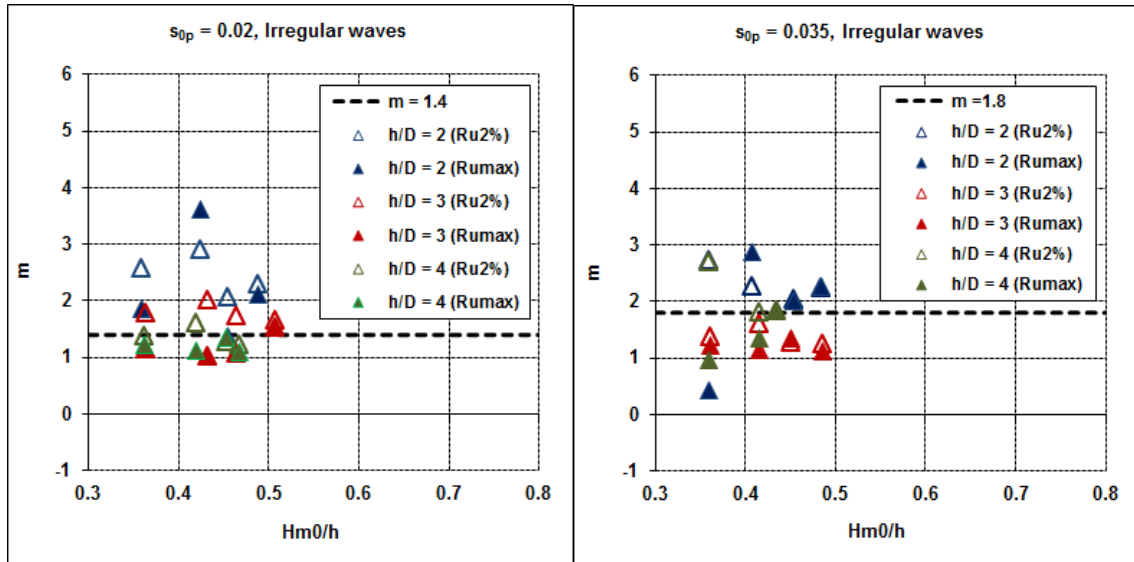 s0p = 0.02, Irregular waves
6
5
4
3
2
1
0
-1
m
0.3 0.4 0.5 0.6 0.7 0.8
Hm0/h
m = 1.4
h/D = 2 (Ru2%)
h/D = 2 (Rumax)
h/D = 3 (Ru2%)
h/D = 3 (Rumax)
h/D = 4 (Ru2%)
h/D = 4 (Rumax)
s0p = 0.035, Irregular waves
6
5
4
3
2
1
0
-1
m
0.3 0.4 0.5 0.6 0.7 0.8
Hm0/h
m =1.8
h/D = 2 (Ru2%)
h/D = 2 (Rumax)
h/D = 3 (Ru2%)
h/D = 3 (Rumax)
h/D = 4 (Ru2%)
h/D = 4 (Rumax)